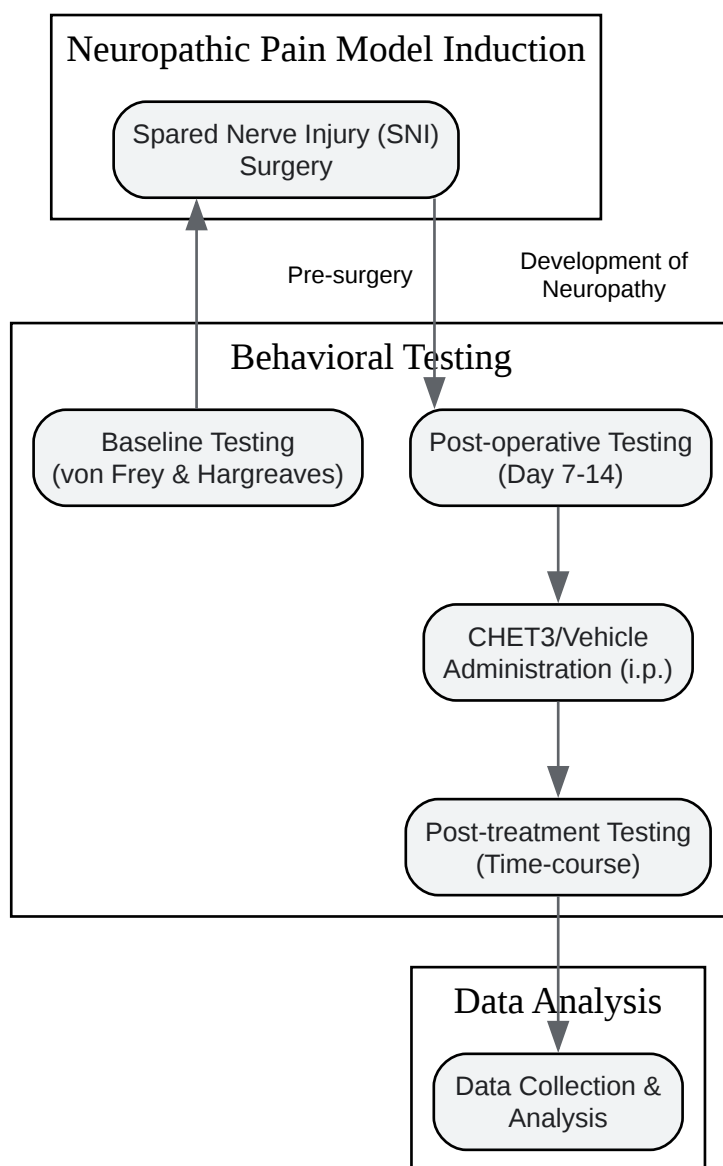 Neuropathic Pain Model Induction
Spared Nerve Injury (SNI)
Surgery
Pre-surgery
Development of
Neuropathy
Behavioral Testing
Baseline Testing
(von Frey & Hargreaves)
Post-operative Testing
(Day 7-14)
CHET3/Vehicle
Administration (i.p.)
Post-treatment Testing
(Time-course)
Data Analysis
Data Collection &
Analysis